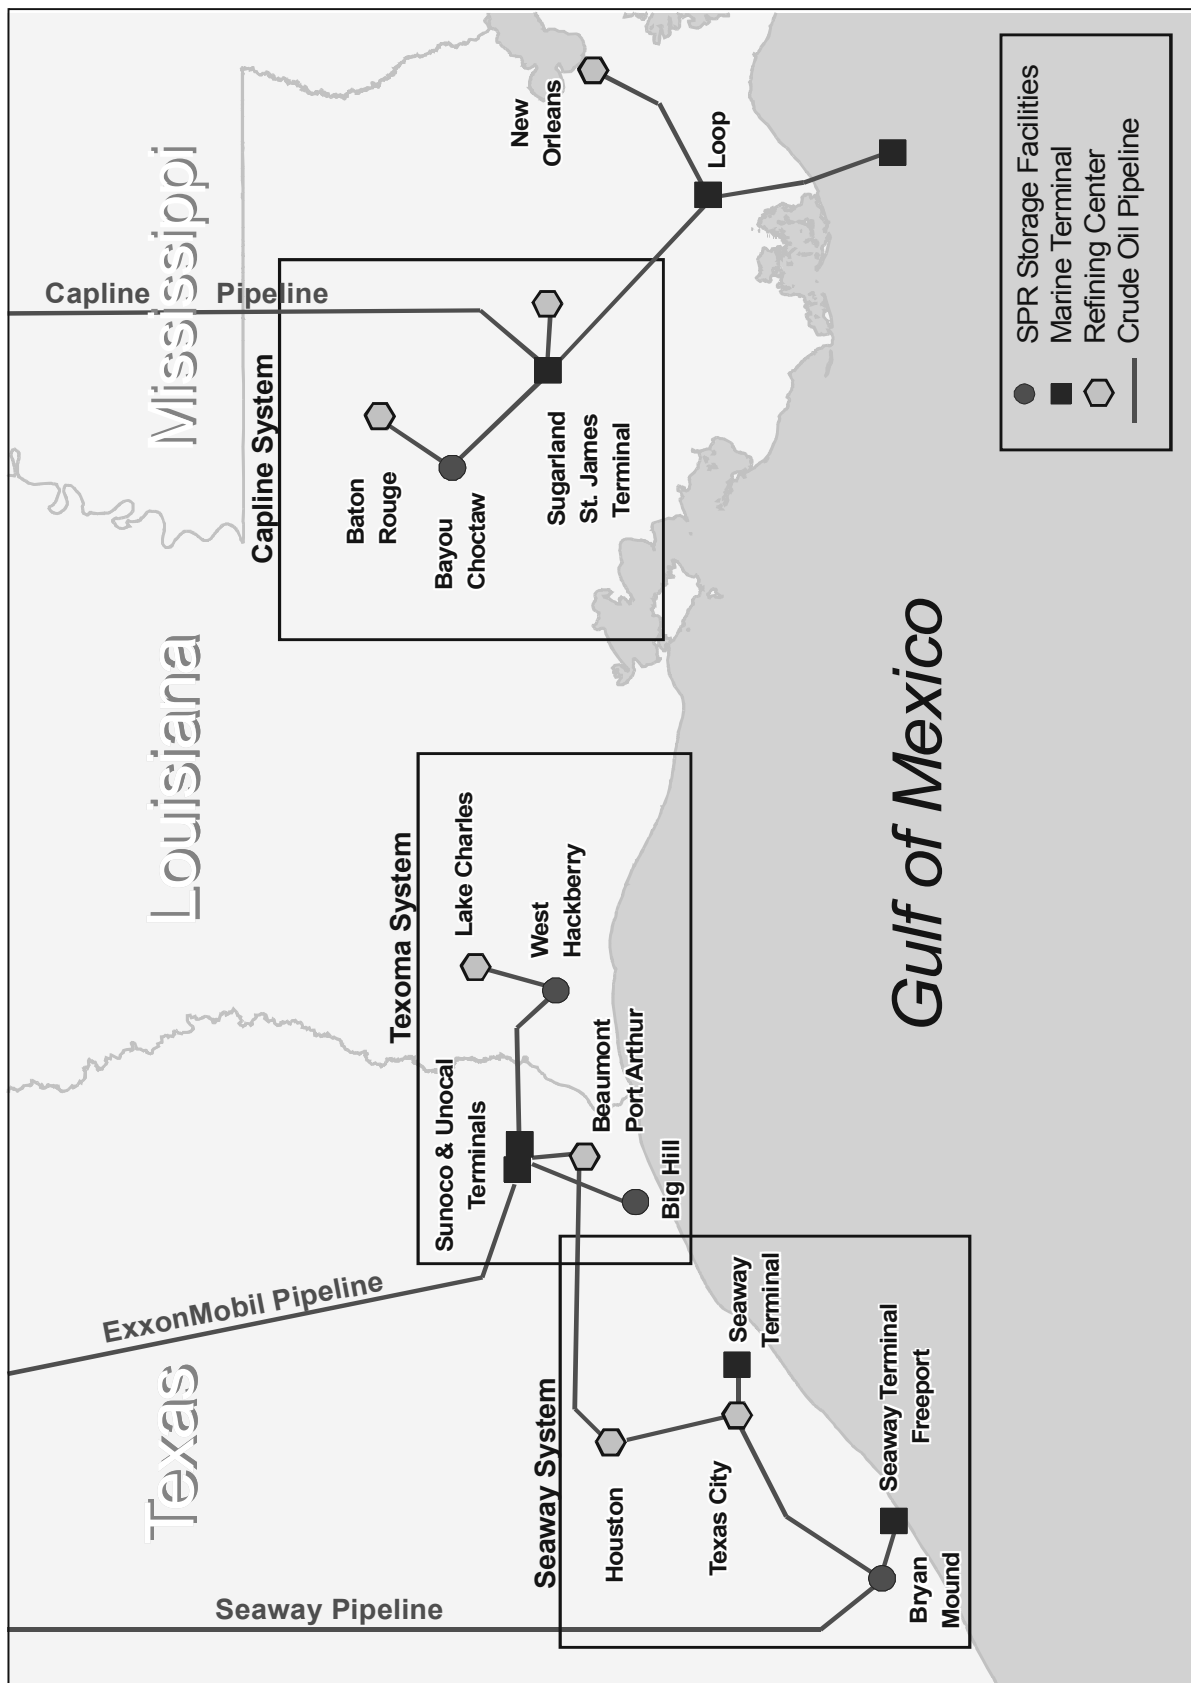 Texas
Louisiana
Mississippi
Seaway Pipeline
ExxonMobil Pipeline
Capline Pipeline
Seaway System
Houston
Texas City
Seaway
Terminal
Seaway Terminal
Freeport
Bryan
Mound
Texoma System
Sunoco & Unocal
Terminals
Lake Charles
West
Hackberry
Beaumont
Port Arthur
Big Hill
Capline System
Baton
Rouge
Bayou
Choctaw
Sugarland
St. James
Terminal
New
Orleans
Loop
Gulf of Mexico
SPR Storage Facilities
Marine Terminal
Refining Center
Crude Oil Pipeline